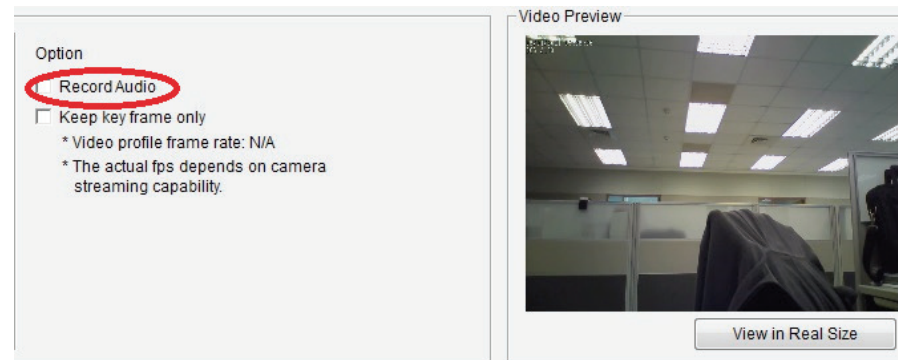 Option
Record Audio
Keep key frame only
* Video profile frame rate: N/A
* The actual fps depends on camera
streaming capability.
Video Preview
View in Real Size